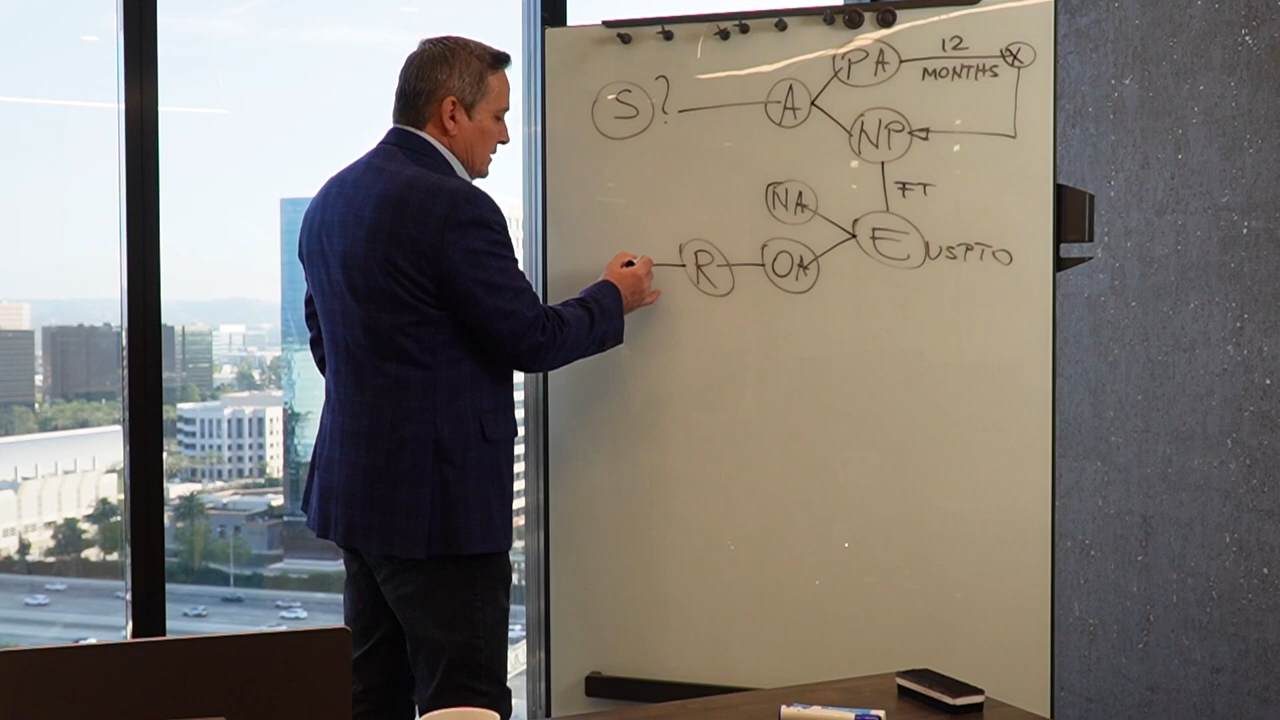 PA 12 MONTHS X
S? A
NP
FT
NA
E USPTO
R OA